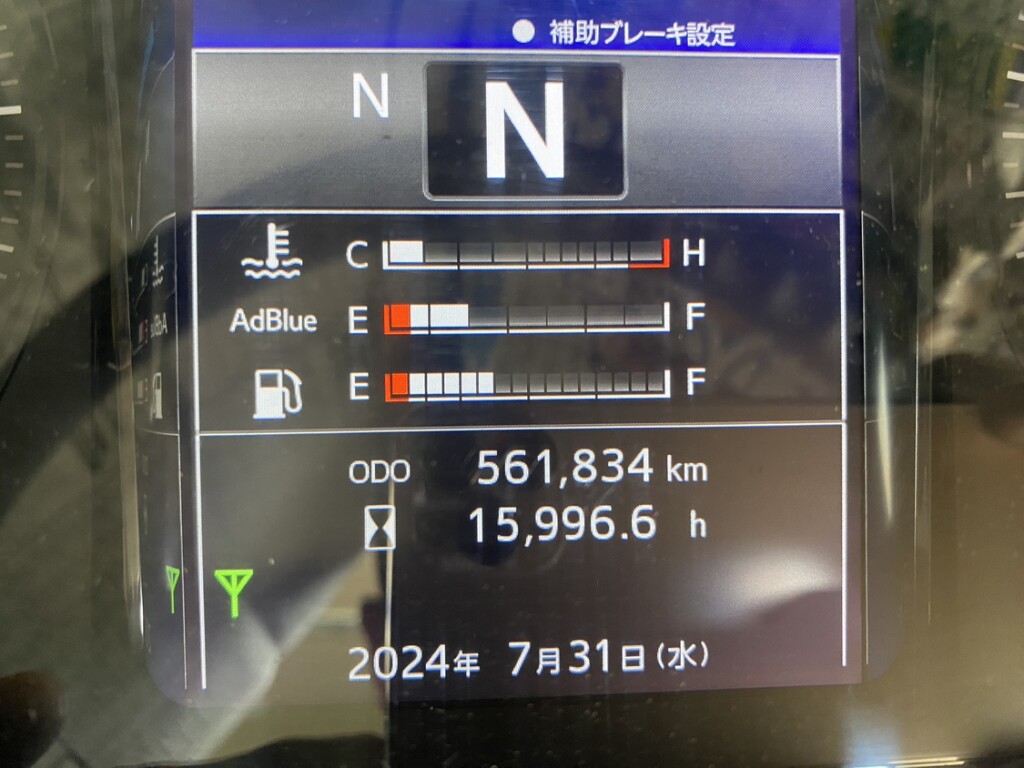 ● 補助ブレーキ設定
N N
C H
AdBlue E F
E F
ODO 561,834 km
15,996.6 h
2024年 7月31日(水)